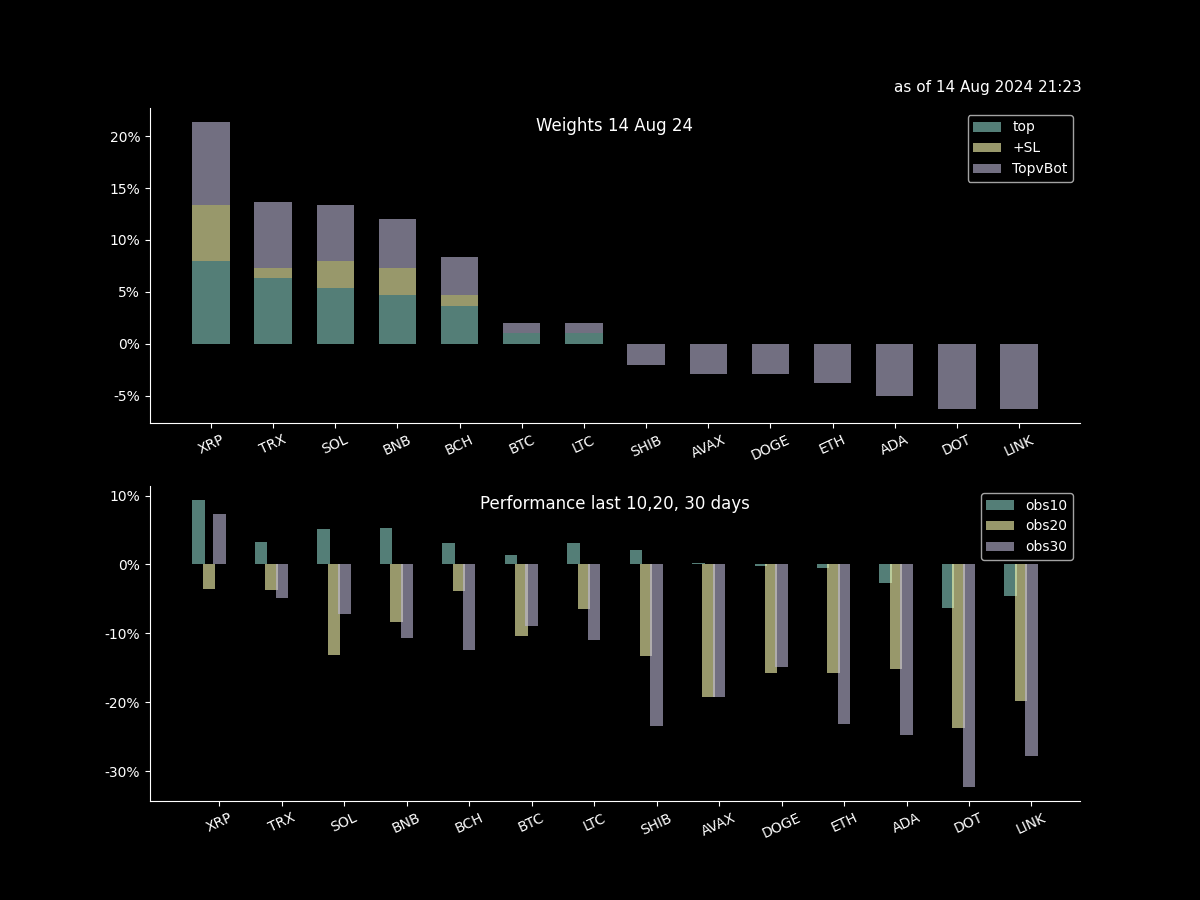 as of 14 Aug 2024 21:23
Weights 14 Aug 24
top
+SL
TopvBot
20%
15%
10%
5%
0%
-5%
XRP TRX SOL BNB BCH BTC LTC SHIB AVAX DOGE ETH ADA DOT LINK
Performance last 10,20, 30 days
obs10
obs20
obs30
10%
0%
-10%
-20%
-30%
XRP TRX SOL BNB BCH BTC LTC SHIB AVAX DOGE ETH ADA DOT LINK